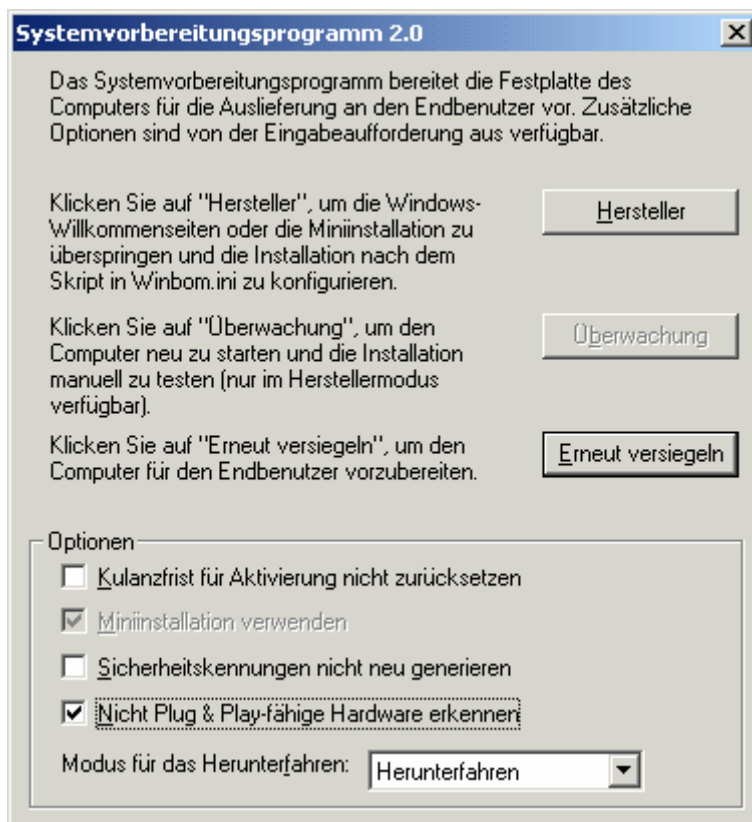 Systemvorbereitungsprogramm 2.0
Das Systemvorbereitungsprogramm bereitet die Festplatte des
Computers für die Auslieferung an den Endbenutzer vor. Zusätzliche
Optionen sind von der Eingabeaufforderung aus verfügbar.
Klicken Sie auf "Hersteller", um die Windows-
Willkommenseiten oder die Miniinstallation zu
überspringen und die Installation nach dem
Skript in Winbom.ini zu konfigurieren.
Hersteller
Klicken Sie auf "Überwachung", um den
Computer neu zu starten und die Installation
manuell zu testen (nur im Herstellermodus
verfügbar).
Überwachung
Klicken Sie auf "Erneut versiegeln", um den
Computer für den Endbenutzer vorzubereiten.
Erneut versiegeln
Optionen
Kulanzfrist für Aktivierung nicht zurücksetzen
Miniinstallation verwenden
Sicherheitskennungen nicht neu generieren
Nicht Plug & Play-fähige Hardware erkennen
Modus für das Herunterfahren: Herunterfahren